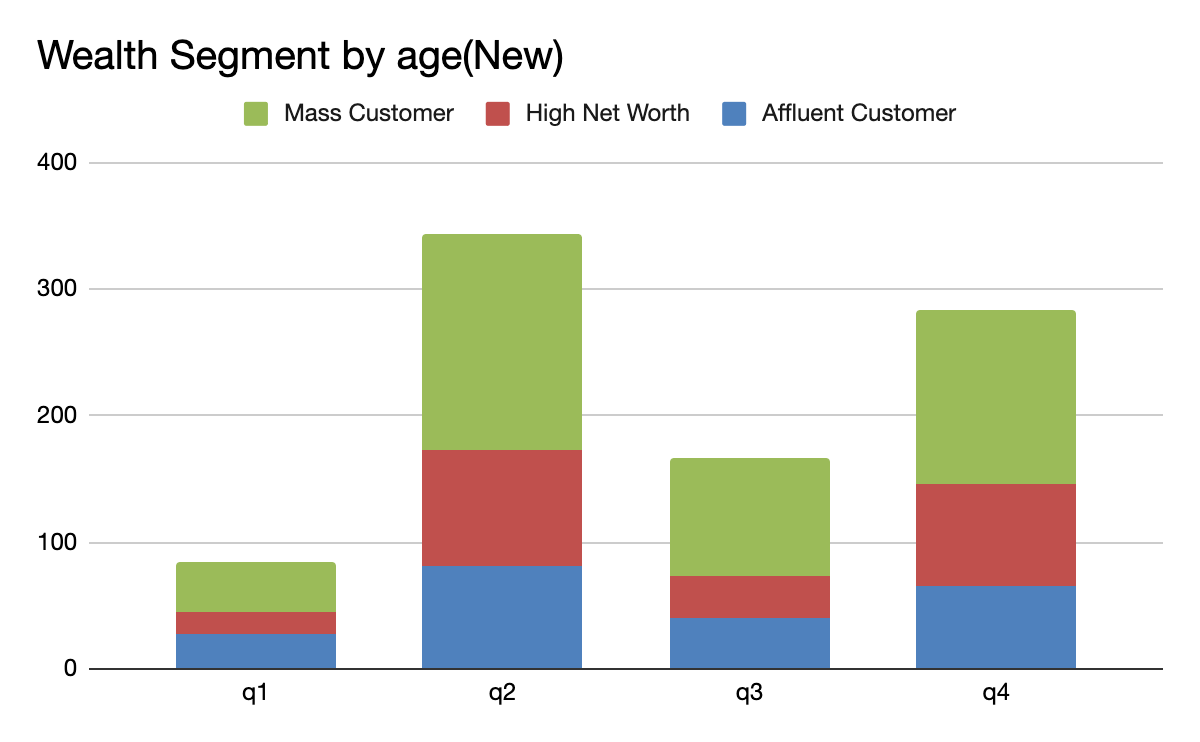 Wealth Segment by age(New)
Mass Customer High Net Worth Affluent Customer
400
300
200
100
0
q1 q2 q3 q4